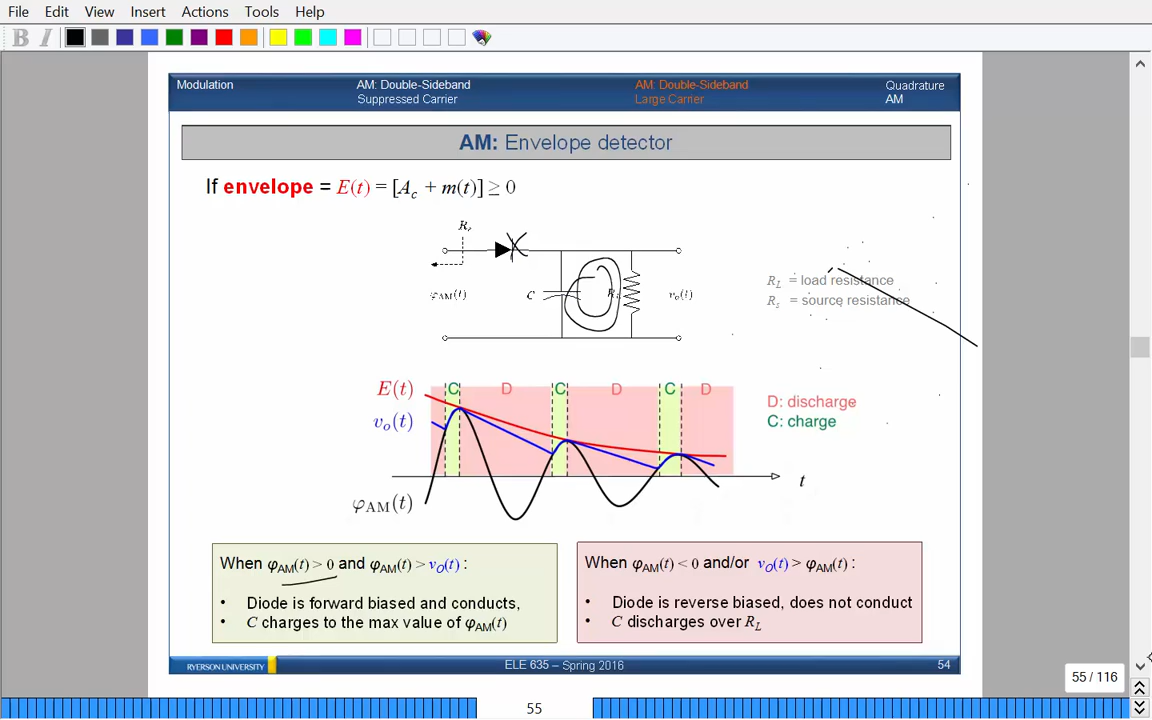 File Edit View Insert Actions Tools Help
B I
Modulation AM: Double-Sideband AM: Double-Sideband Quadrature
Suppressed Carrier Large Carrier AM
AM: Envelope detector
If envelope = E(t) = [A_c + m(t)] ≥ 0
R_s
φ_AM(t) C R_L v_o(t)
R_L = load resistance
R_s = source resistance
E(t) C D C D C D
v_o(t)
D: discharge
C: charge
t
φ_AM(t)
When φ_AM(t) > 0 and φ_AM(t) > v_O(t) :
• Diode is forward biased and conducts,
• C charges to the max value of φ_AM(t)
When φ_AM(t) < 0 and/or v_O(t) > φ_AM(t) :
• Diode is reverse biased, does not conduct
• C discharges over R_L
RYERSON UNIVERSITY ELE 635 – Spring 2016 54
55 / 116
55